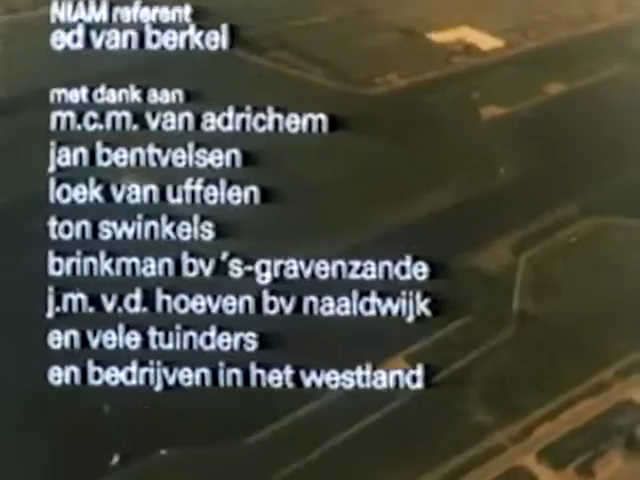 NIAM referent
ed van berkel
met dank aan
m.c.m. van adrichem
jan bentvelsen
loek van uffelen
ton swinkels
brinkman bv 's-gravenzande
j.m. v.d. hoeven bv naaldwijk
en vele tuinders
en bedrijven in het westland